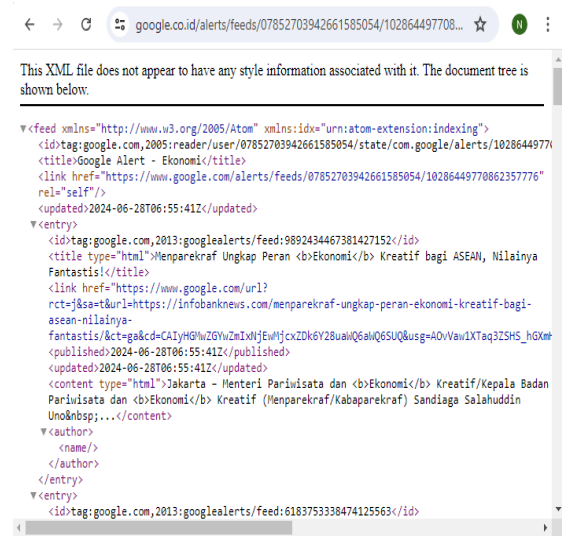 google.co.id/alerts/feeds/07852703942661585054/102864497708...
N
This XML file does not appear to have any style information associated with it. The document tree is
shown below.
▼<feed xmlns="http://www.w3.org/2005/Atom" xmlns:idx="urn:atom-extension:indexing">
<id>tag:google.com,2005:reader/user/07852703942661585054/state/com.google/alerts/1028644977
<title>Google Alert - Ekonomi</title>
<link href="https://www.google.com/alerts/feeds/07852703942661585054/10286449770862357776"
rel="self"/>
<updated>2024-06-28T06:55:41Z</updated>
▼<entry>
<id>tag:google.com,2013:googlealerts/feed:9892434467381427152</id>
<title type="html">Menparekraf Ungkap Peran <b>Ekonomi</b> Kreatif bagi ASEAN, Nilainya
Fantastis!</title>
<link href="https://www.google.com/url?
rct=j&sa=t&url=https://infobanknews.com/menparekraf-ungkap-peran-ekonomi-kreatif-bagi-
asean-nilainya-
fantastis/&ct=ga&cd=CAIyHGMwZGYwZmIxNjEwMjcxZDk6Y28uaWQ6aWQ6SUQ&usg=AOvVaw1XTaq3ZSHS_hGXmH
<published>2024-06-28T06:55:41Z</published>
<updated>2024-06-28T06:55:41Z</updated>
<content type="html">Jakarta – Menteri Pariwisata dan <b>Ekonomi</b> Kreatif/Kepala Badan
Pariwisata dan <b>Ekonomi</b> Kreatif (Menparekraf/Kabaparekraf) Sandiaga Salahuddin
Uno&nbsp;...</content>
▼<author>
<name/>
</author>
</entry>
▼<entry>
<id>tag:google.com,2013:googlealerts/feed:6183753338474125563</id>